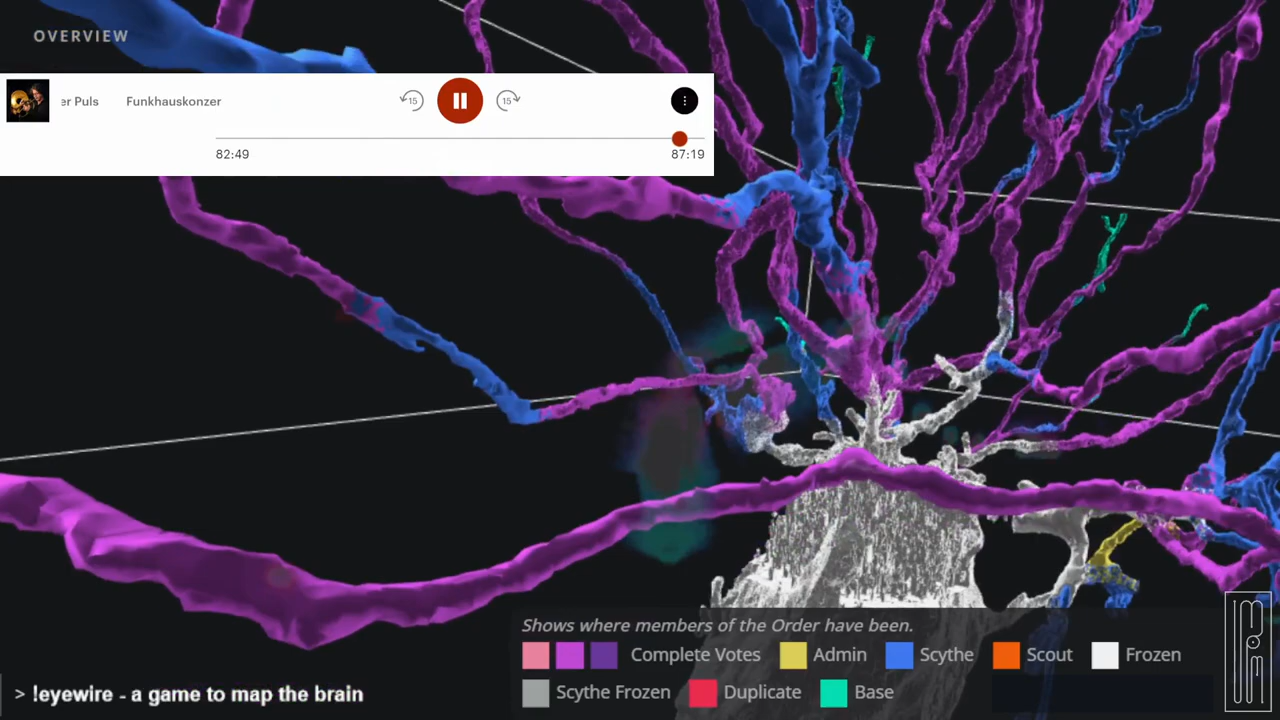 OVERVIEW
er Puls Funkhauskonzer
15 15
82:49 87:19
Shows where members of the Order have been.
Complete Votes Admin Scythe Scout Frozen
Scythe Frozen Duplicate Base
> !eyewire - a game to map the brain